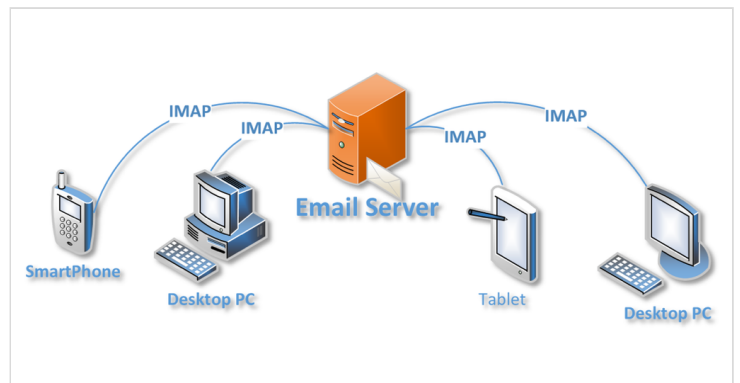 IMAP
IMAP
IMAP
IMAP
Email Server
SmartPhone
Desktop PC
Tablet
Desktop PC